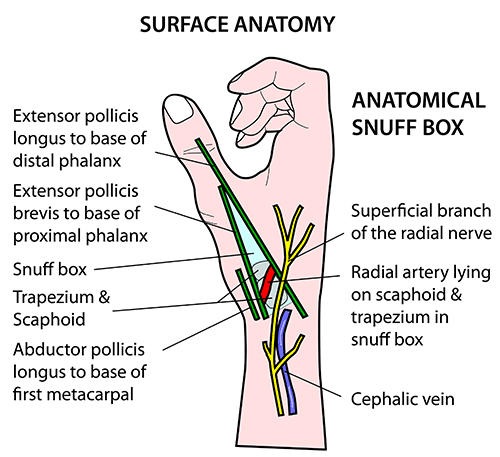 SURFACE ANATOMY
ANATOMICAL
SNUFF BOX
Extensor pollicis
longus to base of
distal phalanx
Extensor pollicis
brevis to base of
proximal phalanx
Snuff box
Trapezium &
Scaphoid
Abductor pollicis
longus to base of
first metacarpal
Superficial branch
of the radial nerve
Radial artery lying
on scaphoid &
trapezium in
snuff box
Cephalic vein